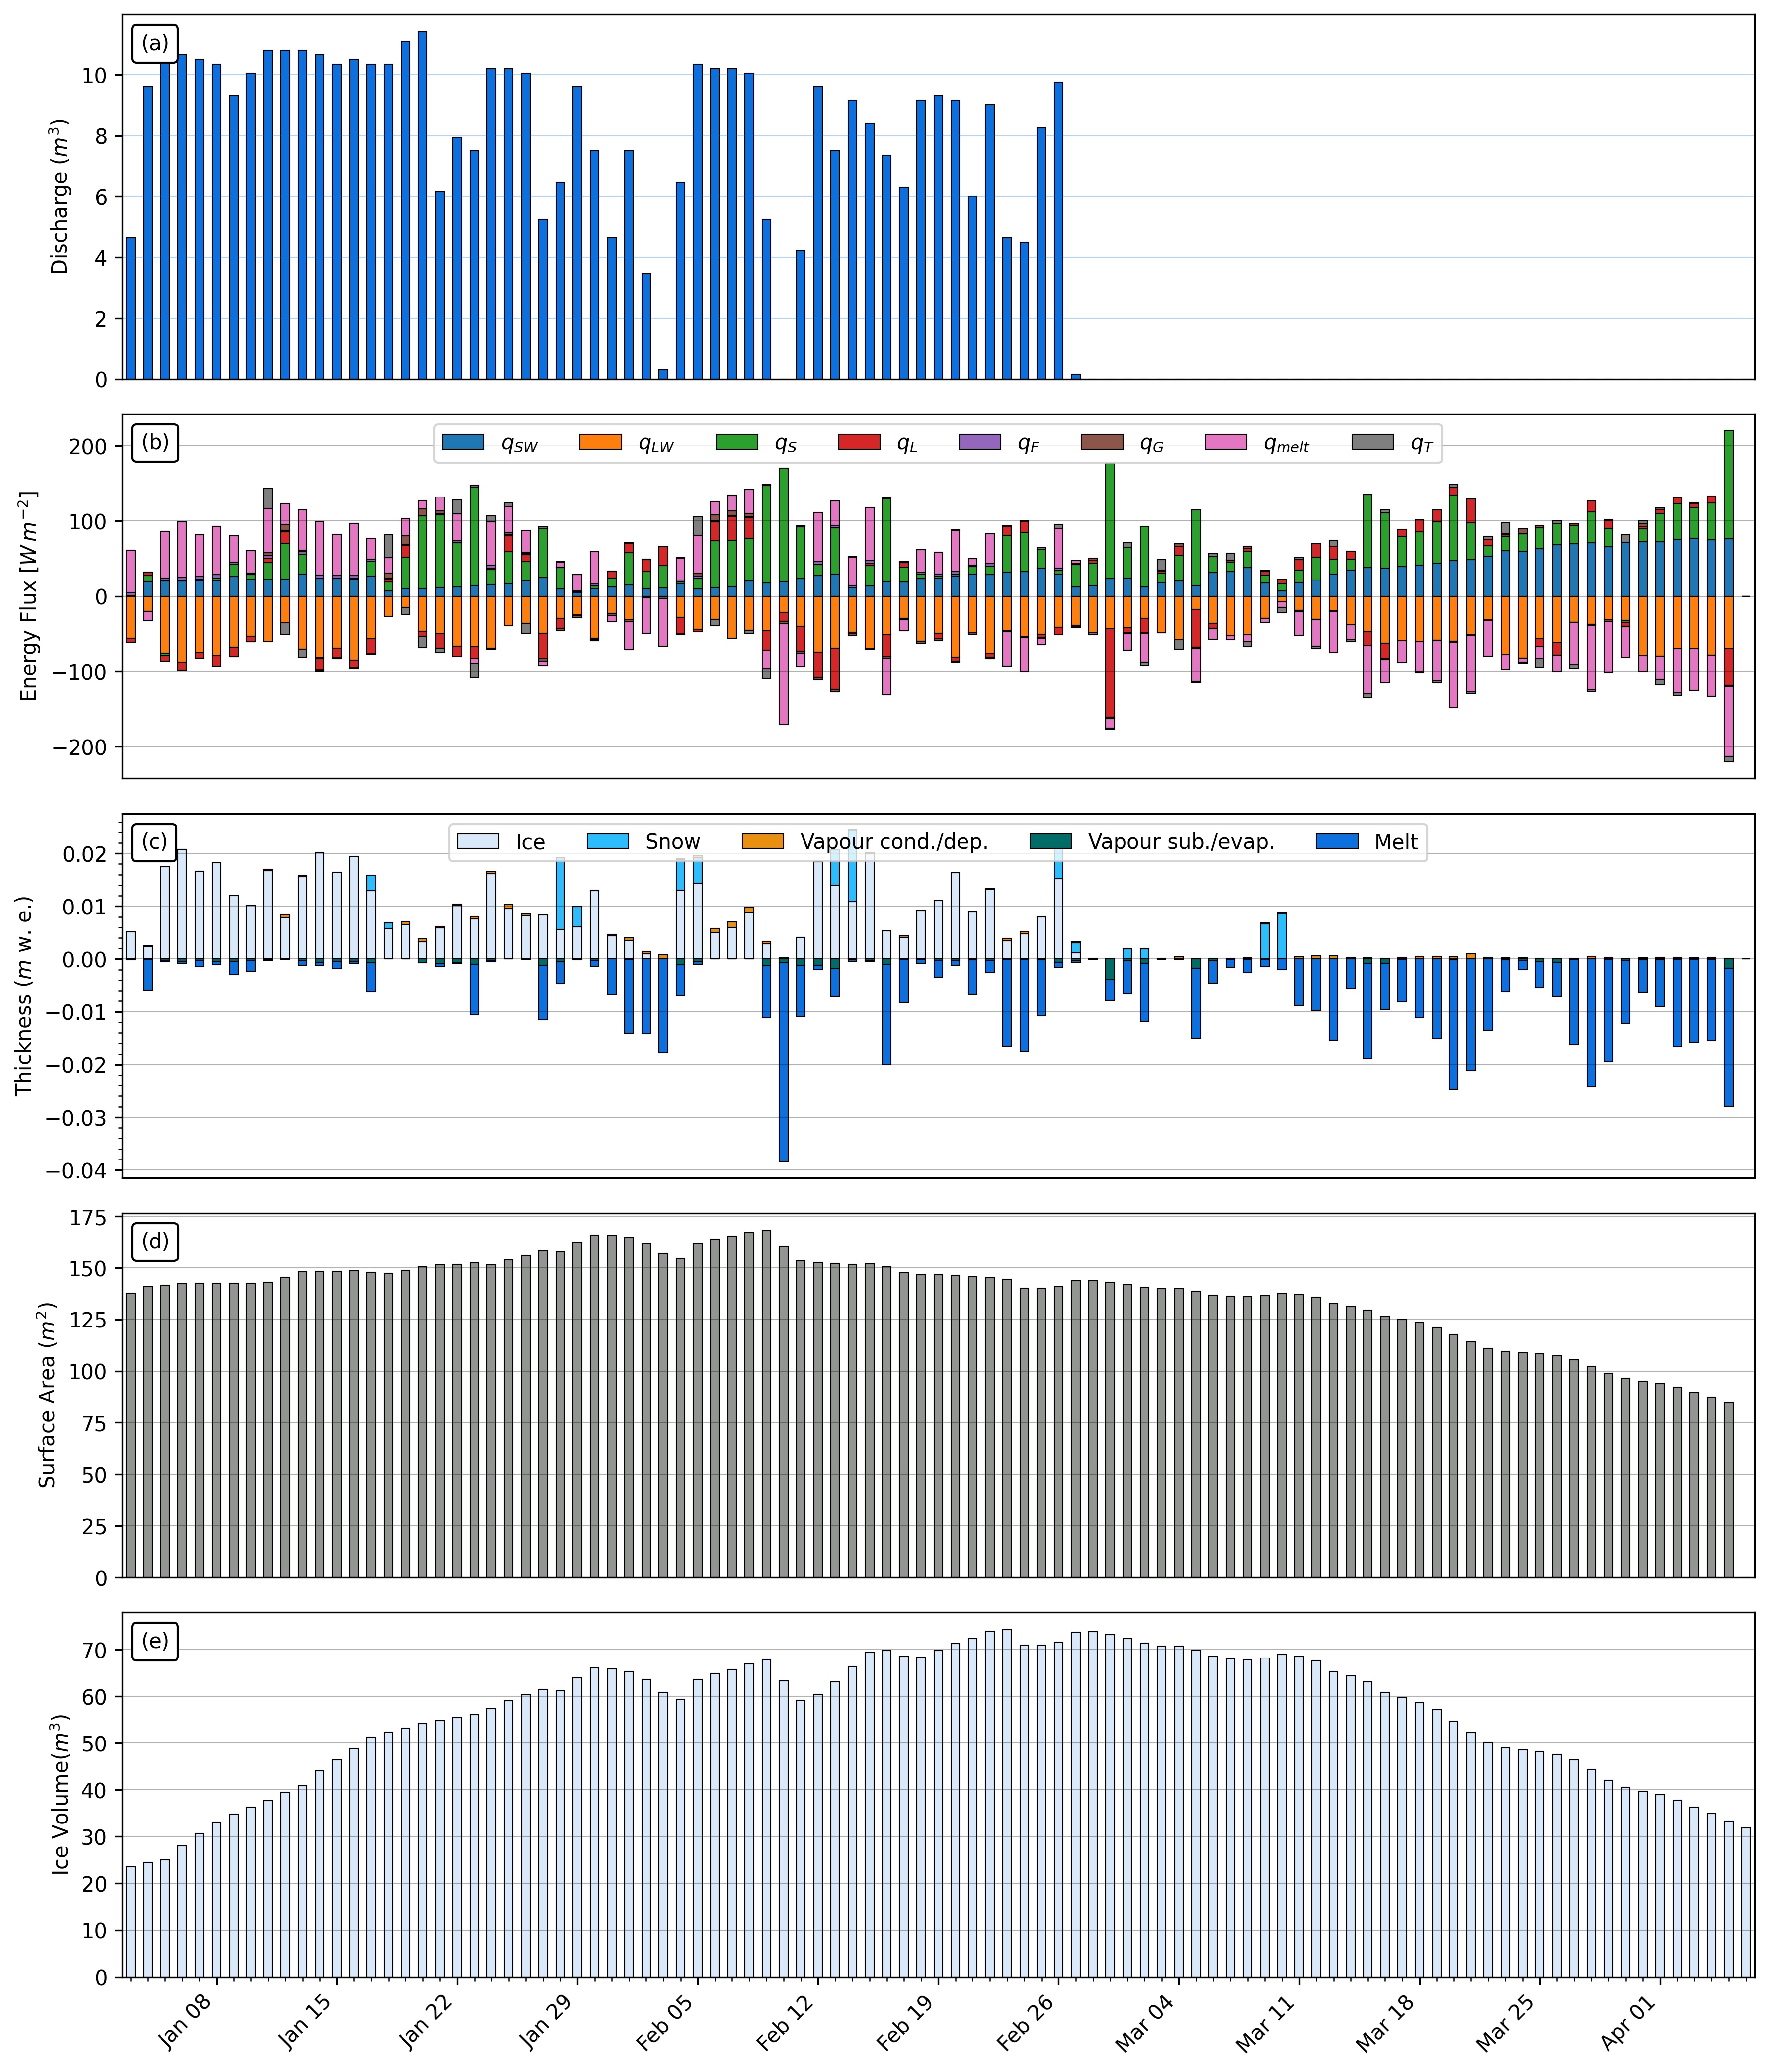 (a)
Discharge (m³)
10
8
6
4
2
0
(b)
q_SW q_LW q_S q_L q_F q_G q_melt q_T
Energy Flux [W m⁻²]
200
100
0
−100
−200
(c)
Ice Snow Vapour cond./dep. Vapour sub./evap. Melt
Thickness (m w. e.)
0.02
0.01
0.00
−0.01
−0.02
−0.03
−0.04
(d)
Surface Area (m²)
175
150
125
100
75
50
25
0
(e)
Ice Volume(m³)
70
60
50
40
30
20
10
0
Jan 08 Jan 15 Jan 22 Jan 29 Feb 05 Feb 12 Feb 19 Feb 26 Mar 04 Mar 11 Mar 18 Mar 25 Apr 01